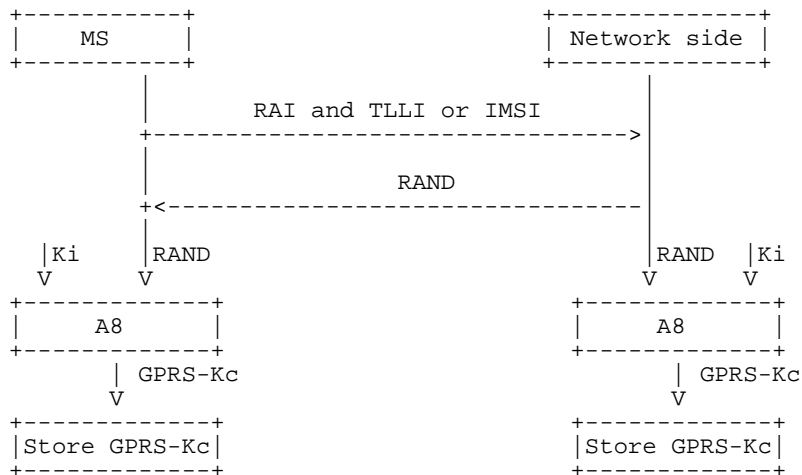 MS Network side
RAI and TLLI or IMSI
RAND
Ki RAND RAND Ki
A8 A8
GPRS-Kc GPRS-Kc
Store GPRS-Kc Store GPRS-Kc